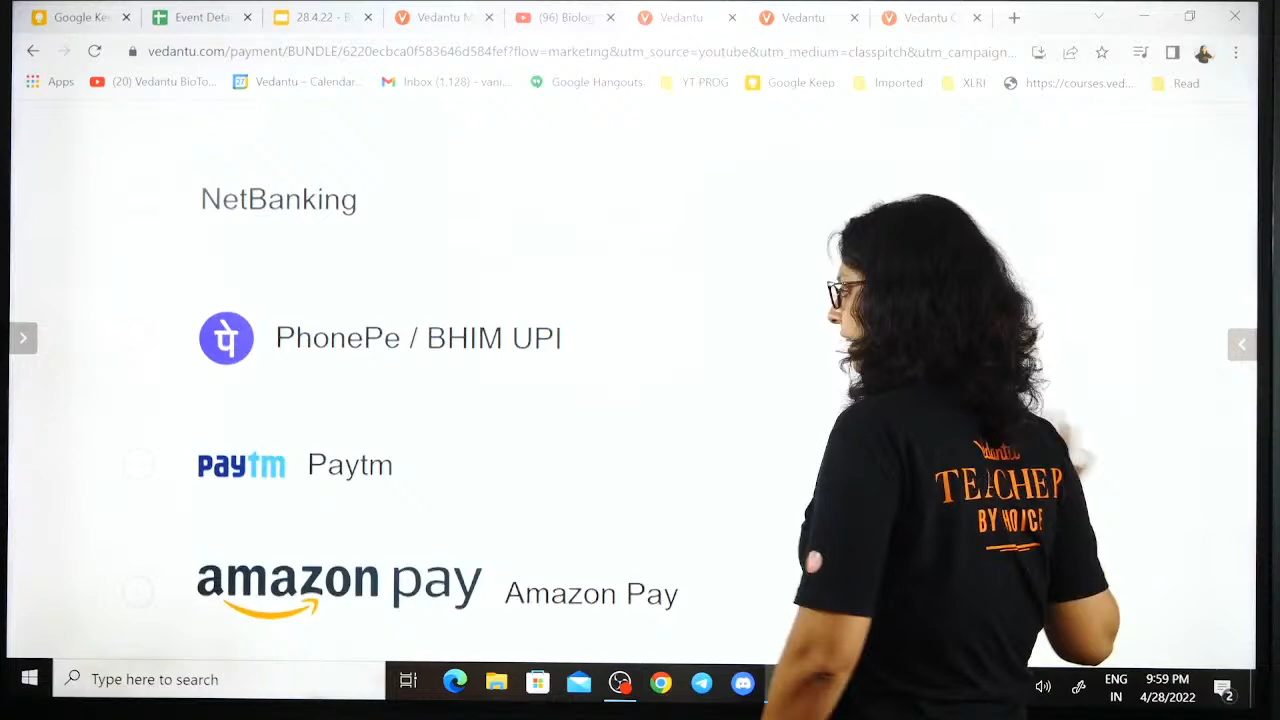 Google Ke
Event Deta
28.4.22 - B
Vedantu M
(96) Biolog
Vedantu
Vedantu
Vedantu C
vedantu.com/payment/BUNDLE/6220ecbca0f583646d584fef?flow=marketing&utm_source=youtube&utm_medium=classpitch&utm_campaign...
Apps
(20) Vedantu BioTo...
Vedantu – Calendar...
Inbox (1,128) - vani...
Google Hangouts
YT PROG
Google Keep
Imported
XLRI
https://courses.ved...
Read
NetBanking
पे PhonePe / BHIM UPI
paytm Paytm
amazon pay Amazon Pay
Vedantu
TEACHER
BY CHOICE
Type here to search
ENG
IN
9:59 PM
4/28/2022
2